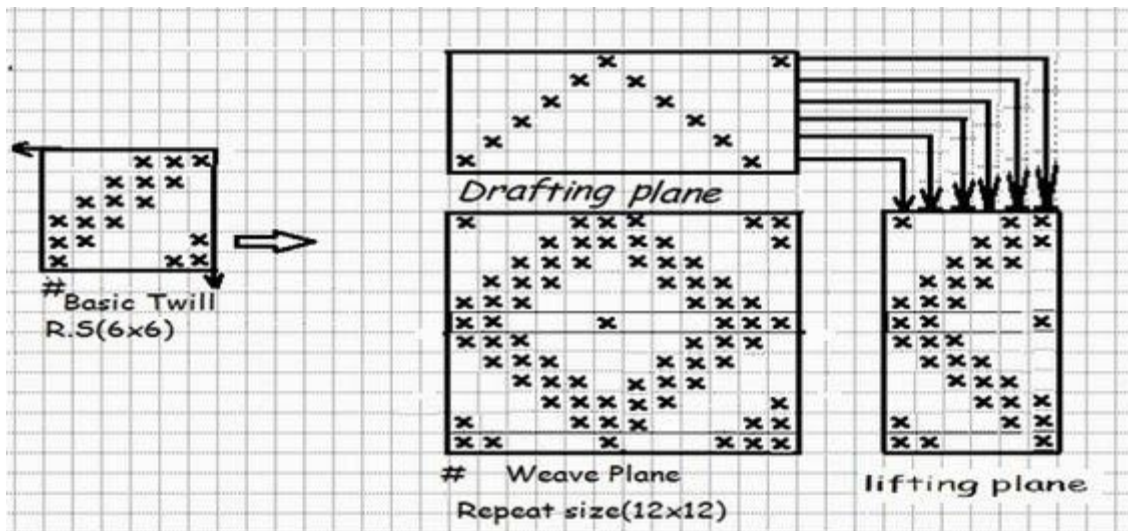 Drafting plane
# Basic Twill
R.S(6x6)
# Weave Plane
Repeat size(12x12)
lifting plane